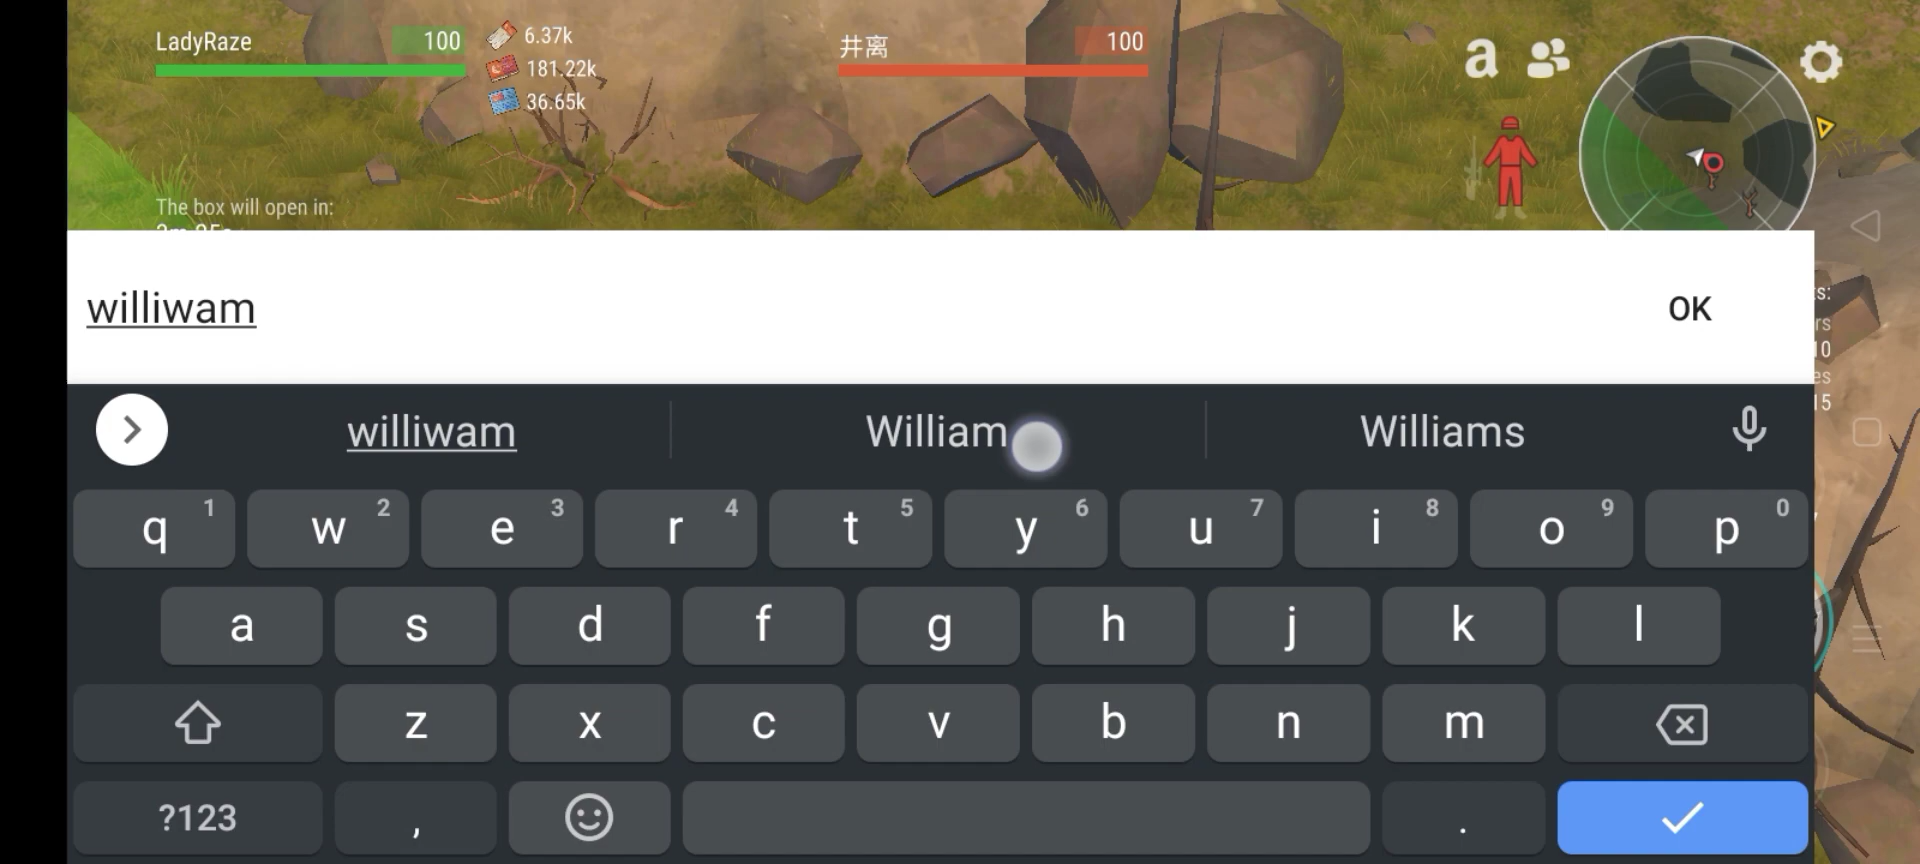 LadyRaze 100 6.37k
181.22k
36.65k
井离 100
a
The box will open in:
williwam OK
williwam William Williams
q 1 w 2 e 3 r 4 t 5 y 6 u 7 i 8 o 9 p 0
a s d f g h j k l
z x c v b n m
?123 , .